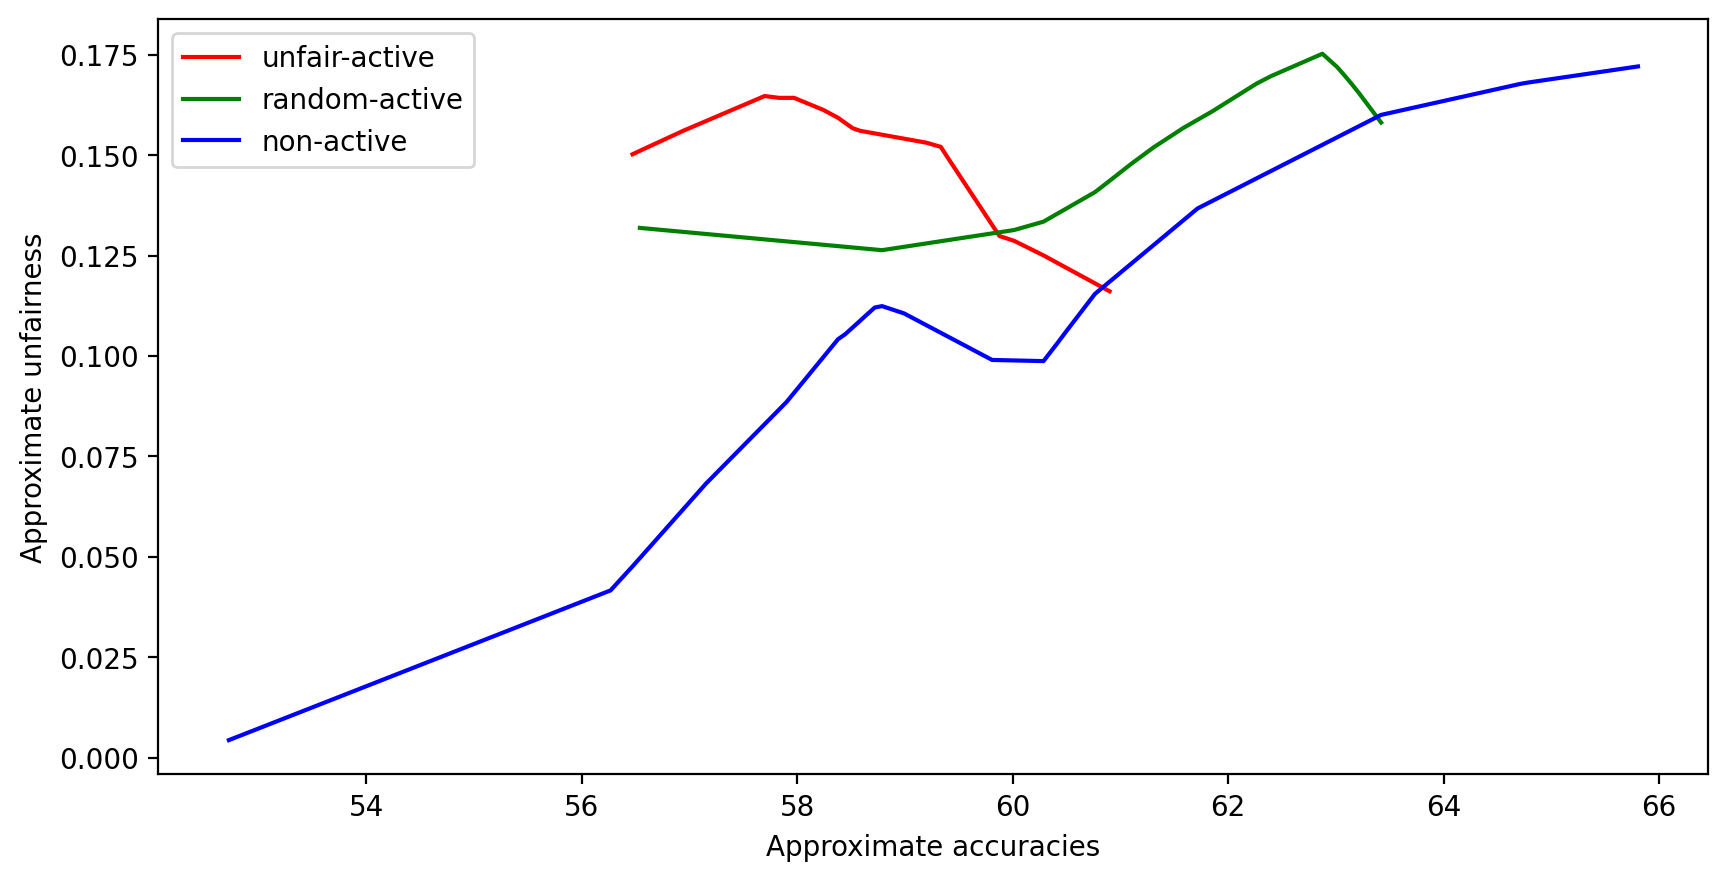 unfair-active
random-active
non-active
Approximate unfairness
0.175
0.150
0.125
0.100
0.075
0.050
0.025
0.000
54 56 58 60 62 64 66
Approximate accuracies